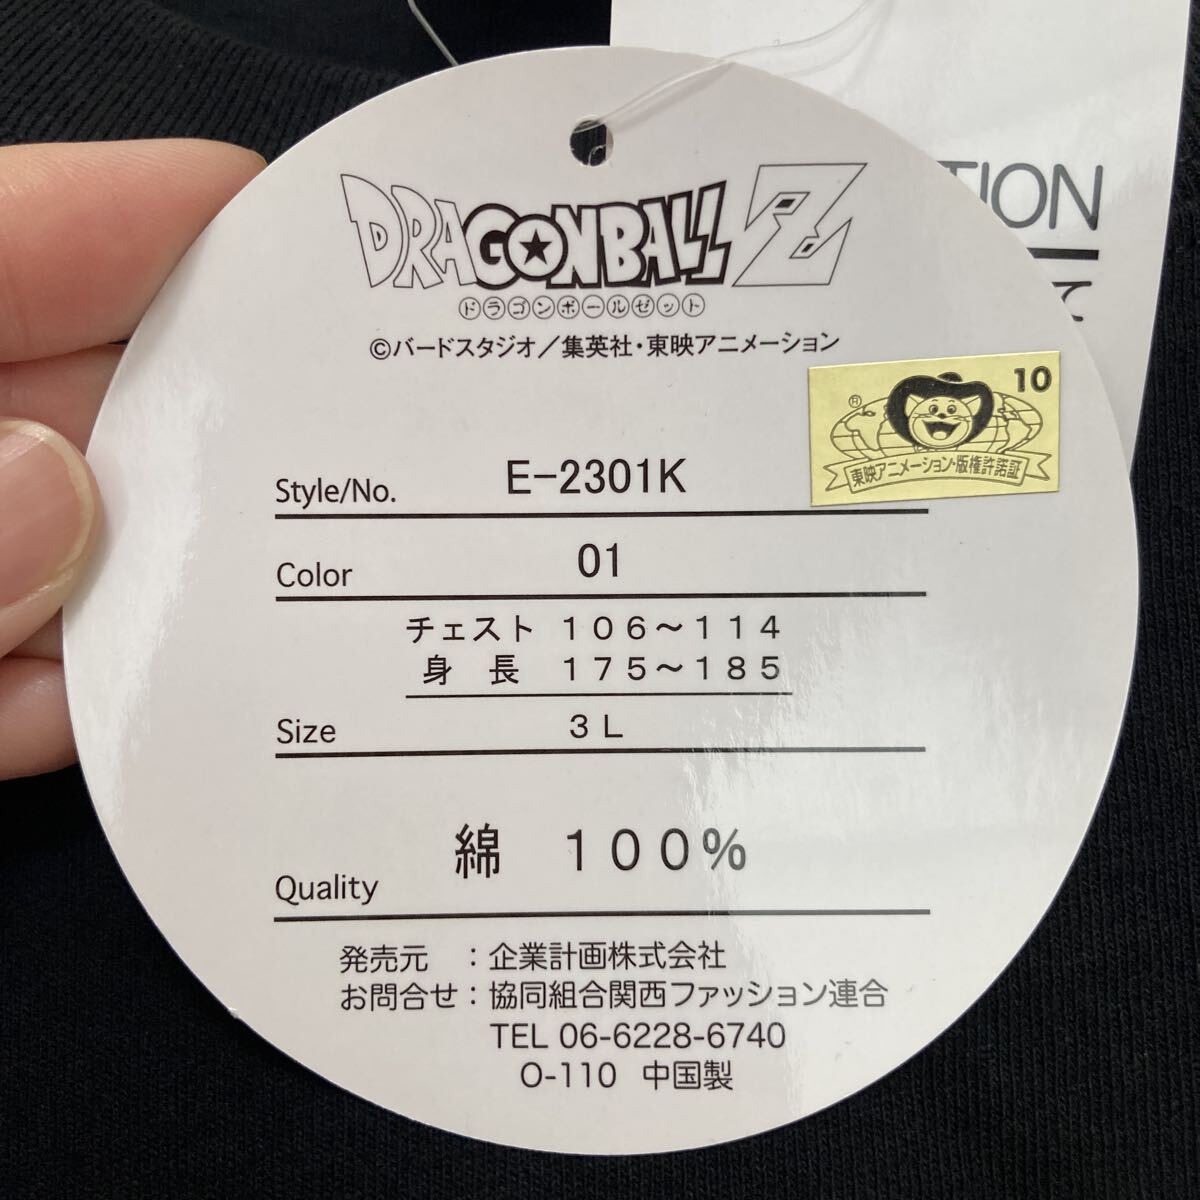 DRAGONBALL Z
ドラゴンボールゼット
©バードスタジオ/集英社・東映アニメーション
10
®
東映アニメーション・版権許諾証
Style/No. E-2301K
Color 01
チェスト 106~114
身長 175~185
Size 3L
綿 100%
Quality
発売元 :企業計画株式会社
お問合せ:協同組合関西ファッション連合
TEL 06-6228-6740
O-110 中国製
TION
て